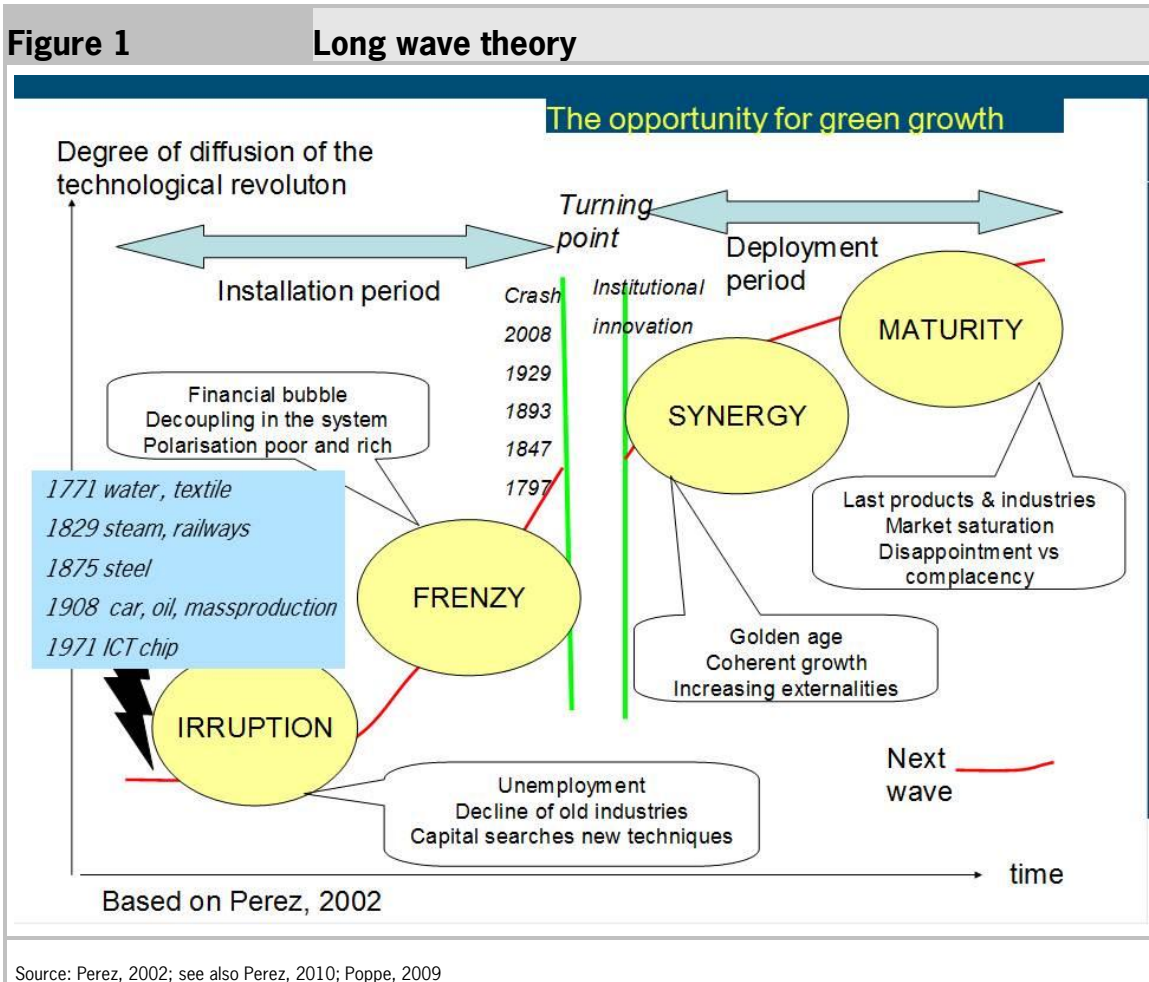 Figure 1 Long wave theory
The opportunity for green growth
Degree of diffusion of the
technological revoluton
Turning
point
Installation period
Deployment
period
Crash
2008
1929
1893
1847
1797
Institutional
innovation
MATURITY
SYNERGY
FRENZY
IRRUPTION
Financial bubble
Decoupling in the system
Polarisation poor and rich
1771 water, textile
1829 steam, railways
1875 steel
1908 car, oil, massproduction
1971 ICT chip
Last products & industries
Market saturation
Disappointment vs
complacency
Golden age
Coherent growth
Increasing externalities
Unemployment
Decline of old industries
Capital searches new techniques
Next
wave
time
Based on Perez, 2002
Source: Perez, 2002; see also Perez, 2010; Poppe, 2009